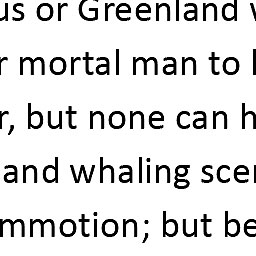 us or Greenland
r mortal man to
r, but none can h
and whaling scen
mmotion; but be